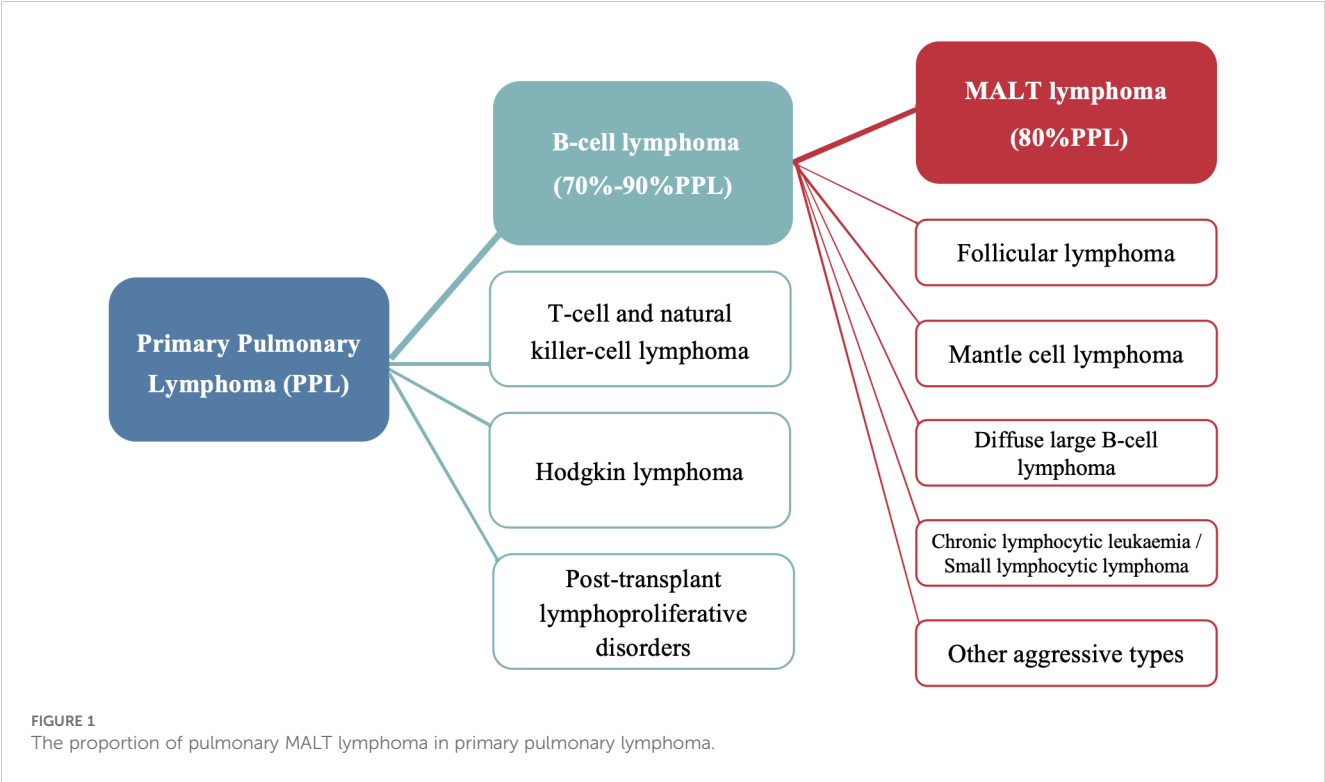 Primary Pulmonary
Lymphoma (PPL)
B-cell lymphoma
(70%-90%PPL)
T-cell and natural
killer-cell lymphoma
Hodgkin lymphoma
Post-transplant
lymphoproliferative
disorders
MALT lymphoma
(80%PPL)
Follicular lymphoma
Mantle cell lymphoma
Diffuse large B-cell
lymphoma
Chronic lymphocytic leukaemia /
Small lymphocytic lymphoma
Other aggressive types
FIGURE 1
The proportion of pulmonary MALT lymphoma in primary pulmonary lymphoma.